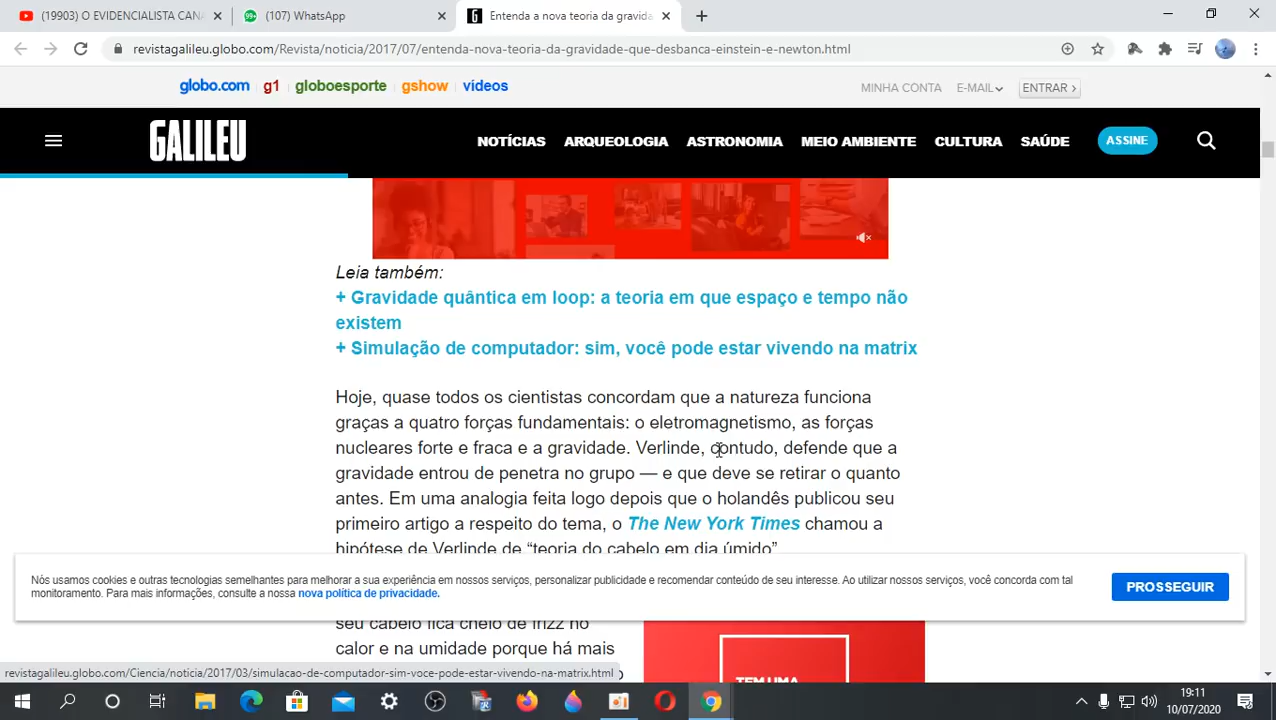 (19903) O EVIDENCIALISTA CANA
(107) WhatsApp
Entenda a nova teoria da gravida
revistagalileu.globo.com/Revista/noticia/2017/07/entenda-nova-teoria-da-gravidade-que-desbanca-einstein-e-newton.html
globo.com g1 globoesporte gshow videos
MINHA CONTA E-MAIL ENTRAR >
GALILEU
NOTÍCIAS ARQUEOLOGIA ASTRONOMIA MEIO AMBIENTE CULTURA SAÚDE ASSINE
Leia também:
+ Gravidade quântica em loop: a teoria em que espaço e tempo não
existem
+ Simulação de computador: sim, você pode estar vivendo na matrix
Hoje, quase todos os cientistas concordam que a natureza funciona
graças a quatro forças fundamentais: o eletromagnetismo, as forças
nucleares forte e fraca e a gravidade. Verlinde, contudo, defende que a
gravidade entrou de penetra no grupo — e que deve se retirar o quanto
antes. Em uma analogia feita logo depois que o holandês publicou seu
primeiro artigo a respeito do tema, o The New York Times chamou a
hipótese de Verlinde de “teoria do cabelo em dia úmido”
Nós usamos cookies e outras tecnologias semelhantes para melhorar a sua experiência em nossos serviços, personalizar publicidade e recomendar conteúdo de seu interesse. Ao utilizar nossos serviços, você concorda com tal
monitoramento. Para mais informações, consulte a nossa nova política de privacidade.
PROSSEGUIR
seu cabelo fica cheio de frizz no
calor e na umidade porque há mais
TEM UMA
revistagalileu.globo.com/Ciencia/noticia/2017/03/simulacao-de-computador-sim-voce-pode-estar-vivendo-na-matrix.html
19:11
10/07/2020